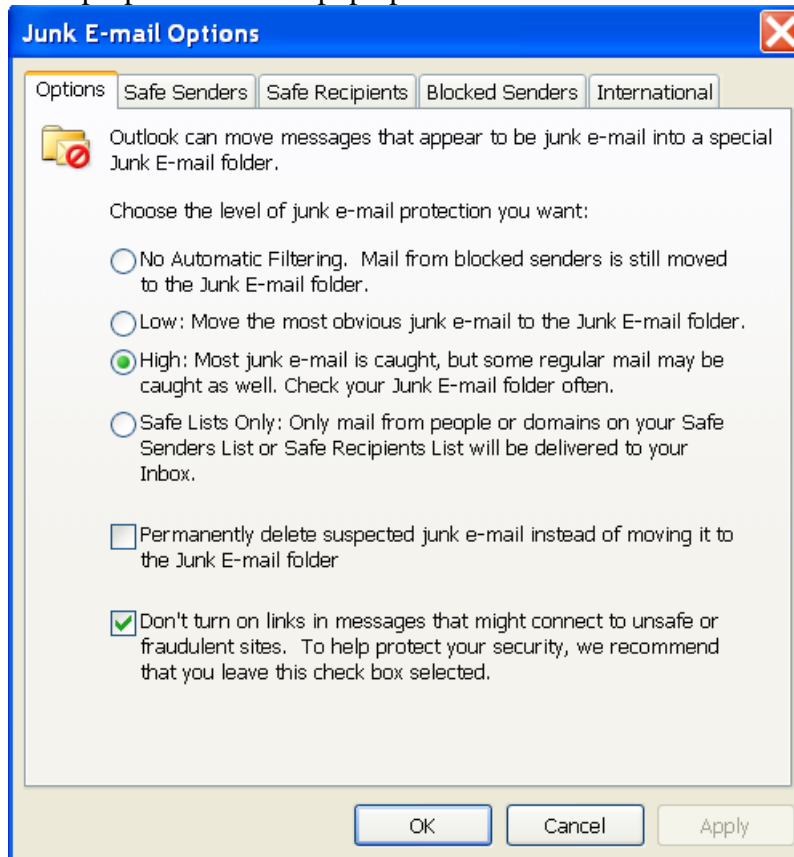 Junk E-mail Options
Options Safe Senders Safe Recipients Blocked Senders International
Outlook can move messages that appear to be junk e-mail into a special
Junk E-mail folder.
Choose the level of junk e-mail protection you want:
No Automatic Filtering. Mail from blocked senders is still moved
to the Junk E-mail folder.
Low: Move the most obvious junk e-mail to the Junk E-mail folder.
High: Most junk e-mail is caught, but some regular mail may be
caught as well. Check your Junk E-mail folder often.
Safe Lists Only: Only mail from people or domains on your Safe
Senders List or Safe Recipients List will be delivered to your
Inbox.
Permanently delete suspected junk e-mail instead of moving it to
the Junk E-mail folder
Don't turn on links in messages that might connect to unsafe or
fraudulent sites. To help protect your security, we recommend
that you leave this check box selected.
OK Cancel Apply